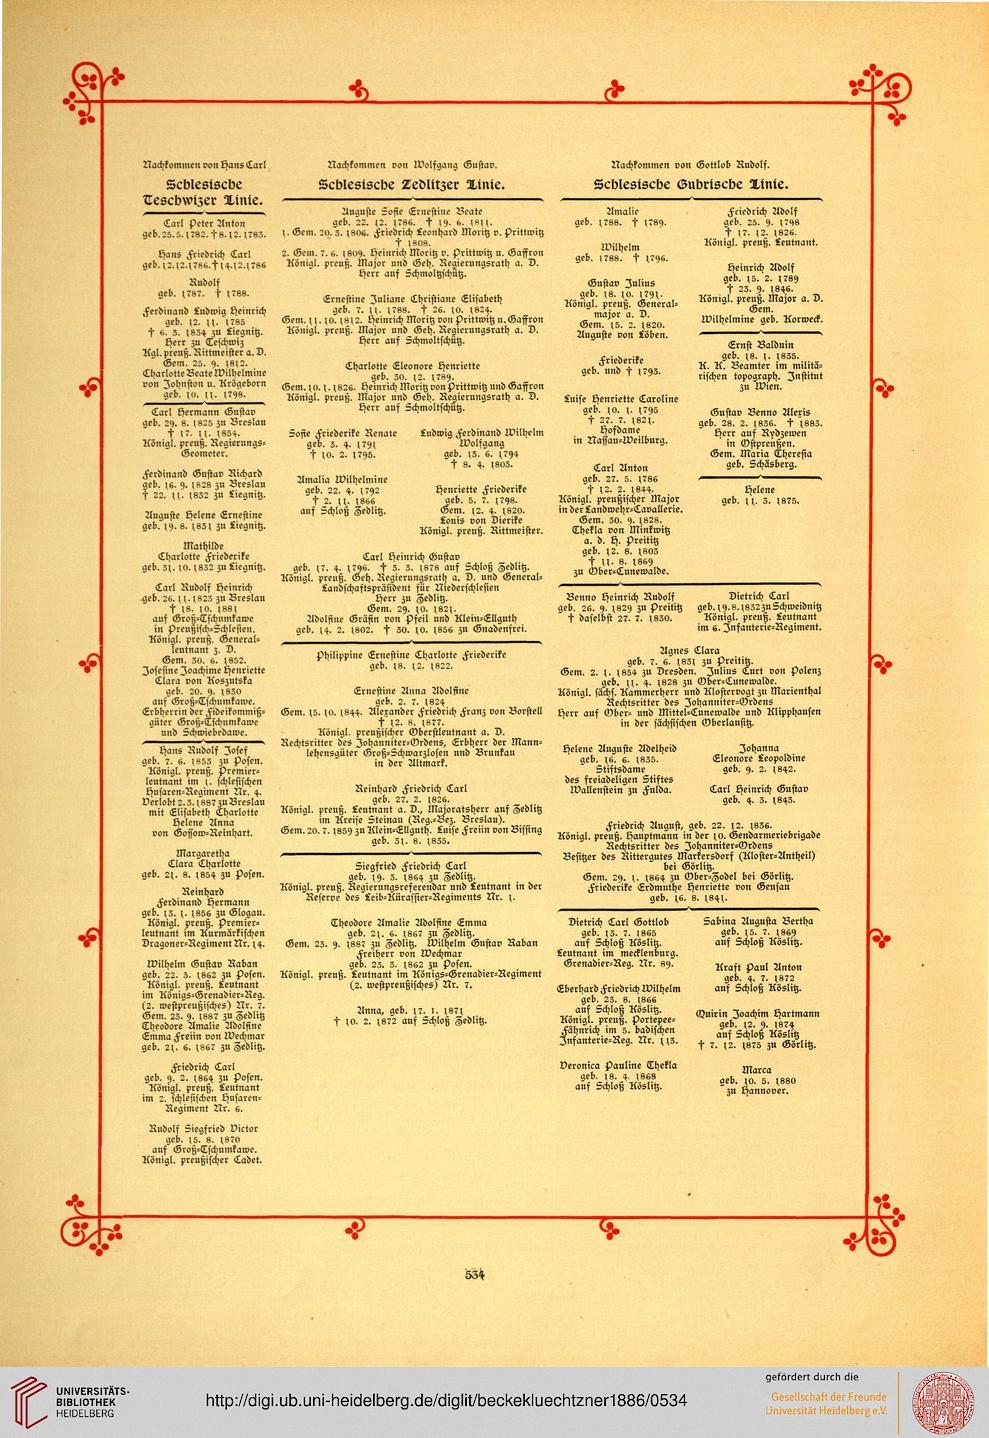 Nachkommen von Hans Carl
Schlesische
Teschwizer Linie.
Carl Peter Anton
geb. 25. 5. 1782. † 8. 12. 1783.
Hans Friedrich Carl
geb. 12. 12. 1786. † 14. 12. 1786
Rudolf
geb. 1787. † 1788.
Ferdinand Ludwig Heinrich
geb. 12. 11. 1785
† 6. 3. 1834 zu Liegnitz.
Herr zu Teschwitz
Kgl. preuß. Rittmeister a. D.
Gem. 25. 9. 1812.
Charlotte Beate Wilhelmine
von Johnston u. Krögeborn
geb. 10. 11. 1798.
Carl Hermann Gustav
geb. 29. 8. 1825 zu Breslau
† 17. 11. 1854.
Königl. preuß. Regierungs-
Geometer.
Ferdinand Gustav Richard
geb. 16. 9. 1828 zu Breslau
† 22. 11. 1832 zu Liegnitz.
Auguste Helene Ernestine
geb. 19. 8. 1831 zu Liegnitz.
Mathilde
Charlotte Friederike
geb. 31. 10. 1832 zu Liegnitz.
Carl Rudolf Heinrich
geb. 26. 11. 1823 zu Breslau
† 18. 10. 1881
auf Groß-Tschumkawe
in Preußisch-Schlesien.
Königl. preuß. General-
leutnant z. D.
Gem. 30. 6. 1852.
Josefine Joachime Henriette
Clara von Koszutska
geb. 20. 9. 1830
auf Groß-Tschumkawe.
Erbherrin der Fideikommiß-
güter Groß-Tschumkawe
und Schwiebedawe.
Hans Rudolf Josef
geb. 7. 6. 1853 zu Posen.
Königl. preuß. Premier-
leutnant im 1. schlesischen
Husaren-Regiment Nr. 4.
Verlobt 2. 3. 1887 zu Breslau
mit Elisabeth Charlotte
Helene Anna
von Gossow-Reinhart.
Margaretha
Clara Charlotte
geb. 21. 8. 1854 zu Posen.
Reinhard
Ferdinand Hermann
geb. 13. 1. 1856 zu Glogau.
Königl. preuß. Premier-
leutnant im Kurmärkischen
Dragoner-Regiment Nr. 14.
Wilhelm Gustav Raban
geb. 22. 3. 1862 zu Posen.
Königl. preuß. Leutnant
im Königs-Grenadier-Reg.
(2. westpreußisches) Nr. 7.
Gem. 23. 9. 1887 zu Zedlitz
Theodore Amalie Adolfine
Emma Freiin von Wechmar
geb. 21. 6. 1867 zu Zedlitz.
Friedrich Carl
geb. 9. 2. 1864 zu Posen.
Königl. preuß. Leutnant
im 2. schlesischen Husaren-
Regiment Nr. 6.
Rudolf Siegfried Victor
geb. 15. 8. 1870
auf Groß-Tschumkawe.
Königl. preußischer Cadet.
Nachkommen von Wolfgang Gustav.
Schlesische Zedlitzer Linie.
Auguste Sofie Ernestine Beate
geb. 22. 12. 1786. † 19. 6. 1811.
1. Gem. 20. 3. 1806. Friedrich Leonhard Moritz v. Prittwitz
† 1808.
2. Gem. 7. 6. 1809. Heinrich Moritz v. Prittwitz u. Gaffron
Königl. preuß. Major und Geh. Regierungsrath a. D.
Herr auf Schmoltschütz.
Ernestine Juliane Christiane Elisabeth
geb. 7. 11. 1788. † 26. 10. 1824.
Gem. 11. 10. 1812. Heinrich Moritz von Prittwitz u. Gaffron
Königl. preuß. Major und Geh. Regierungsrath a. D.
Herr auf Schmoltschütz.
Charlotte Eleonore Henriette
geb. 30. 12. 1789.
Gem. 10. 1. 1826. Heinrich Moritz von Prittwitz und Gaffron
Königl. preuß. Major und Geh. Regierungsrath a. D.
Herr auf Schmoltschütz.
Sofie Friederike Renate
geb. 3. 4. 1791
† 10. 2. 1795.
Amalia Wilhelmine
geb. 22. 4. 1792
† 2. 11. 1866
auf Schloß Zedlitz.
Ludwig Ferdinand Wilhelm
Wolfgang
geb. 13. 6. 1794
† 8. 4. 1805.
Henriette Friederike
geb. 5. 7. 1798.
Gem. 12. 4. 1820.
Louis von Dierike
Königl. preuß. Rittmeister.
Carl Heinrich Gustav
geb. 17. 4. 1796. † 3. 3. 1878 auf Schloß Zedlitz.
Königl. preuß. Geh. Regierungsrath a. D. und General-
Landschaftspräsident für Niederschlesien
Herr zu Zedlitz.
Gem. 29. 10. 1821.
Adolfine Gräfin von Pfeil und Klein-Ellguth
geb. 14. 2. 1802. † 30. 10. 1856 zu Gnadenfrei.
Philippine Ernestine Charlotte Friederike
geb. 18. 12. 1822.
Ernestine Anna Adolfine
geb. 2. 7. 1824
Gem. 15. 10. 1844. Alexander Friedrich Franz von Borstell
† 12. 8. 1877.
Königl. preußischer Oberstleutnant a. D.
Rechtsritter des Johanniter-Ordens, Erbherr der Mann-
lehensgüter Groß-Schwarzlosen und Brunkau
in der Altmark.
Reinhard Friedrich Carl
geb. 27. 2. 1826.
Königl. preuß. Leutnant a. D., Majoratsherr auf Zedlitz
im Kreise Steinau (Reg.-Bez. Breslau).
Gem. 20. 7. 1859 zu Klein-Ellguth. Luise Freiin von Bissing
geb. 31. 8. 1835.
Siegfried Friedrich Carl
geb. 19. 3. 1864 zu Zedlitz.
Königl. preuß. Regierungsreferendar und Leutnant in der
Reserve des Leib-Kürassier-Regiments Nr. 1.
Theodore Amalie Adolfine Emma
geb. 21. 6. 1867 zu Zedlitz.
Gem. 23. 9. 1887 zu Zedlitz. Wilhelm Gustav Raban
Freiherr von Wechmar
geb. 23. 3. 1862 zu Posen.
Königl. preuß. Leutnant im Königs-Grenadier-Regiment
(2. westpreußisches) Nr. 7.
Anna, geb. 17. 1. 1871
† 10. 2. 1872 auf Schloß Zedlitz.
Nachkommen von Gottlob Rudolf.
Schlesische Guhrische Linie.
Amalie
geb. 1788. † 1789.
Wilhelm
geb. 1788. † 1796.
Gustav Julius
geb. 18. 10. 1791.
Königl. preuß. General-
major a. D.
Gem. 15. 2. 1820.
Auguste von Löben.
Friederike
geb. und † 1793.
Luise Henriette Caroline
geb. 10. 1. 1795
† 27. 7. 1821.
Hofdame
in Nassau-Weilburg.
Carl Anton
geb. 27. 5. 1786
† 12. 2. 1844.
Königl. preußischer Major
in der Landwehr-Cavallerie.
Gem. 30. 9. 1828.
Thekla von Minkwitz
a. d. H. Preititz
geb. 12. 8. 1803
† 11. 8. 1869
zu Ober-Cunewalde.
Friedrich Adolf
geb. 25. 9. 1798
† 17. 12. 1826.
Königl. preuß. Leutnant.
Heinrich Adolf
geb. 15. 2. 1789
† 23. 9. 1846.
Königl. preuß. Major a. D.
Gem.
Wilhelmine geb. Korweck.
Ernst Balduin
geb. 18. 1. 1835.
K. K. Beamter im militä-
rischen topograph. Institut
zu Wien.
Gustav Benno Alexis
geb. 28. 2. 1836. † 1883.
Herr auf Rydzewen
in Ostpreußen.
Gem. Maria Theresia
geb. Schäsberg.
Helene
geb. 11. 3. 1875.
Benno Heinrich Rudolf
geb. 26. 9. 1829 zu Preititz
† daselbst 27. 7. 1830.
Dietrich Carl
geb. 19. 8. 1832 zu Schweidnitz
Königl. preuß. Leutnant
im 6. Infanterie-Regiment.
Agnes Clara
geb. 7. 6. 1831 zu Preititz.
Gem. 2. 1. 1854 zu Dresden. Julius Curt von Polenz
geb. 11. 4. 1828 zu Ober-Cunewalde.
Königl. sächs. Kammerherr und Klostervogt zu Marienthal
Rechtsritter des Johanniter-Ordens
Herr auf Ober- und Mittel-Cunewalde und Klipphausen
in der sächsischen Oberlausitz.
Helene Auguste Adelheid
geb. 16. 6. 1835.
Stiftsdame
des freiadeligen Stiftes
Wallenstein zu Fulda.
Johanna
Eleonore Leopoldine
geb. 9. 2. 1842.
Carl Heinrich Gustav
geb. 4. 3. 1843.
Friedrich August, geb. 22. 12. 1836.
Königl. preuß. Hauptmann in der 10. Gendarmeriebrigade
Rechtsritter des Johanniter-Ordens
Besitzer des Rittergutes Markersdorf (Kloster-Antheil)
bei Görlitz.
Gem. 29. 1. 1864 zu Ober-Zodel bei Görlitz.
Friederike Erdmuthe Henriette von Geusau
geb. 16. 8. 1841.
Dietrich Carl Gottlob
geb. 13. 7. 1865
auf Schloß Köslitz.
Leutnant im mecklenburg.
Grenadier-Reg. Nr. 89.
Eberhard Friedrich Wilhelm
geb. 23. 8. 1866
auf Schloß Köslitz.
Königl. preuß. Portepee-
Fähnrich im 5. badischen
Infanterie-Reg. Nr. 113.
Veronica Pauline Thekla
geb. 18. 4. 1868
auf Schloß Köslitz.
Sabina Augusta Bertha
geb. 15. 7. 1869
auf Schloß Köslitz.
Kraft Paul Anton
geb. 4. 7. 1872
auf Schloß Köslitz.
Quirin Joachim Hartmann
geb. 12. 9. 1874
auf Schloß Köslitz
† 7. 12. 1875 zu Görlitz.
Marca
geb. 10. 5. 1880
zu Hannover.
534
UNIVERSITÄTS-
BIBLIOTHEK
HEIDELBERG
http://digi.ub.uni-heidelberg.de/diglit/beckekluechtzner1886/0534
gefördert durch die
Gesellschaft der Freunde
Universität Heidelberg e.V.